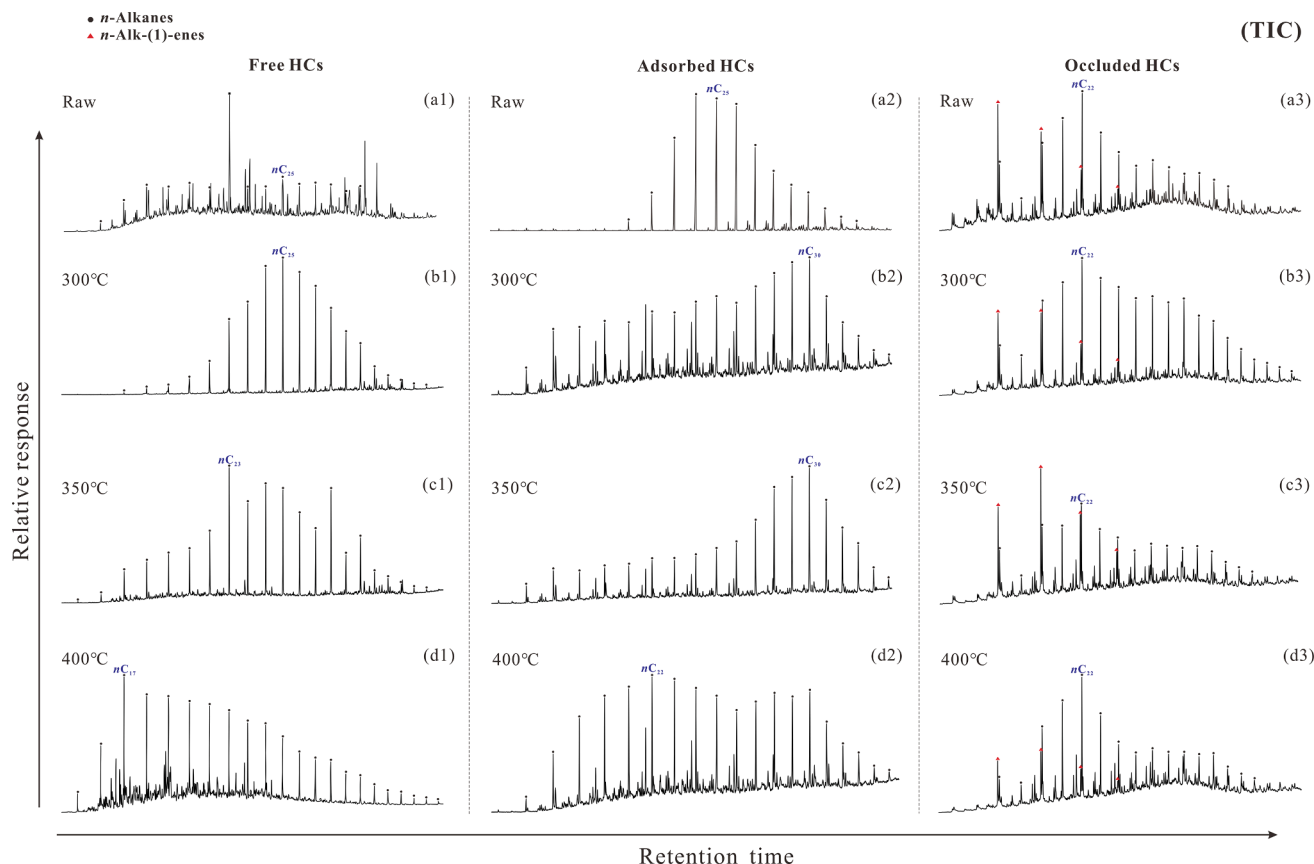 n-Alkanes
n-Alk-(1)-enes
(TIC)
Free HCs
Adsorbed HCs
Occluded HCs
Raw
(a1)
nC25
Raw
(a2)
nC25
Raw
(a3)
nC22
300℃
(b1)
nC25
300℃
(b2)
nC30
300℃
(b3)
nC22
350℃
(c1)
nC23
350℃
(c2)
nC30
350℃
(c3)
nC22
400℃
(d1)
nC17
400℃
(d2)
nC22
400℃
(d3)
nC22
Relative response
Retention time